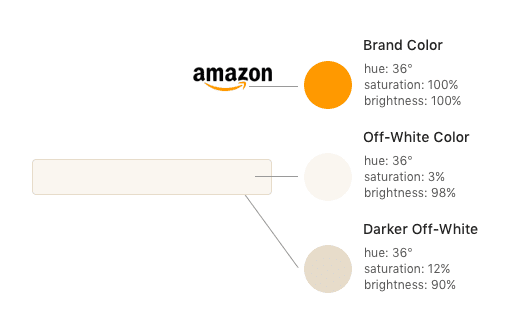 Brand Color
amazon
hue: 36°
saturation: 100%
brightness: 100%
Off-White Color
hue: 36°
saturation: 3%
brightness: 98%
Darker Off-White
hue: 36°
saturation: 12%
brightness: 90%